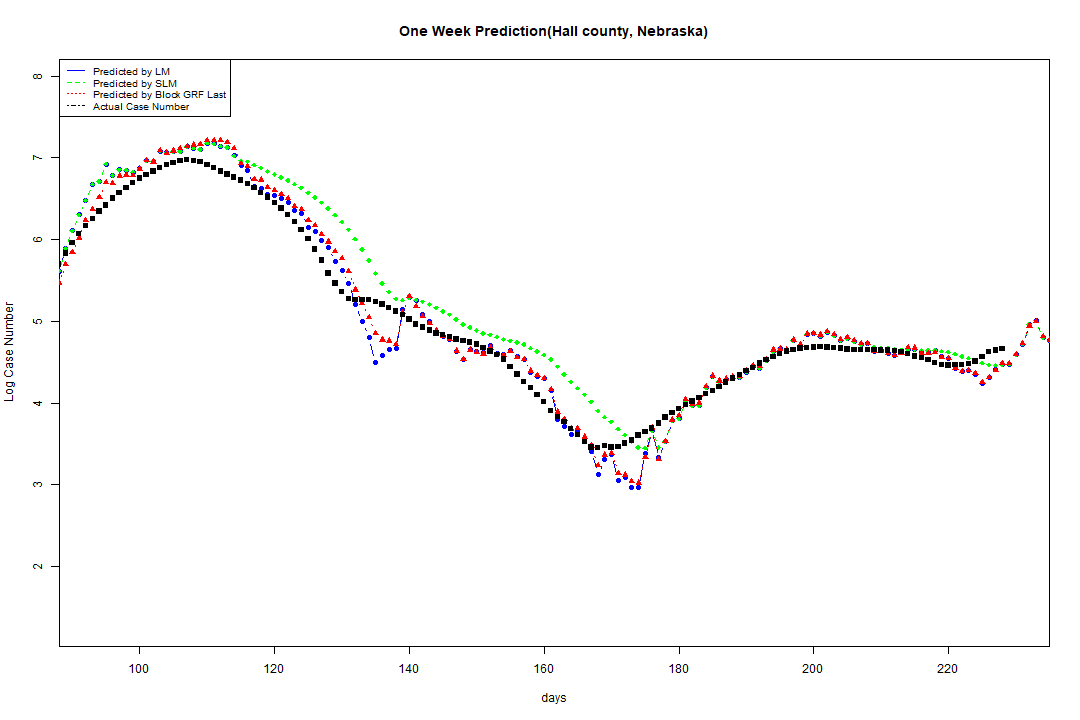 One Week Prediction(Hall county, Nebraska)
Predicted by LM
Predicted by SLM
Predicted by Block GRF Last
Actual Case Number
8
7
6
5
4
3
2
Log Case Number
100 120 140 160 180 200 220
days